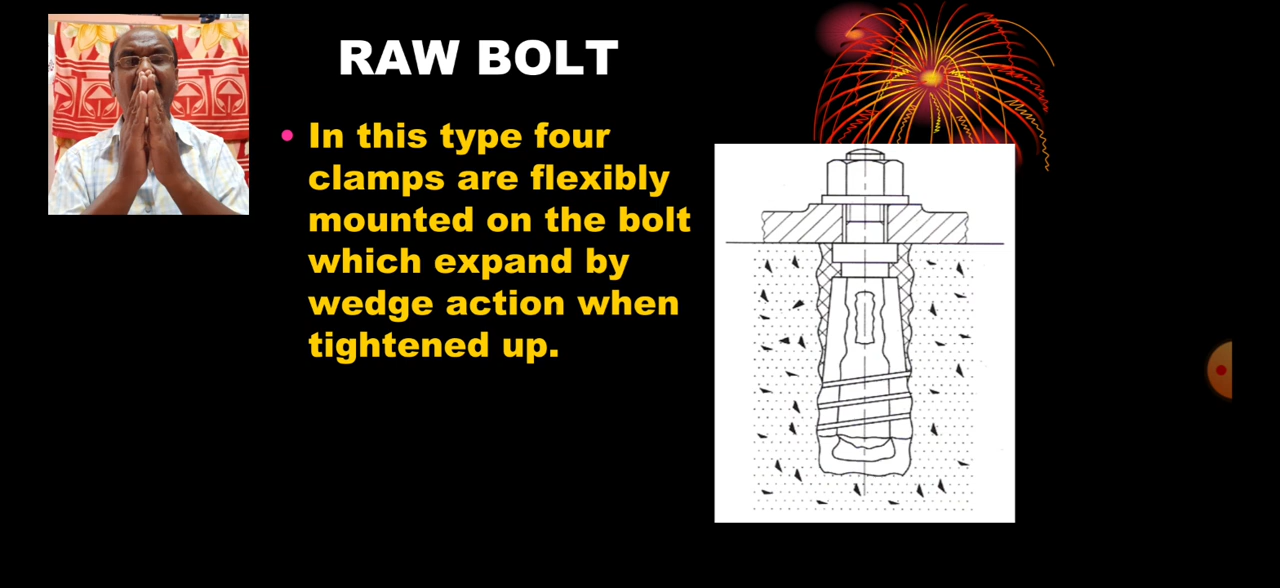 RAW BOLT
• In this type four
clamps are flexibly
mounted on the bolt
which expand by
wedge action when
tightened up.